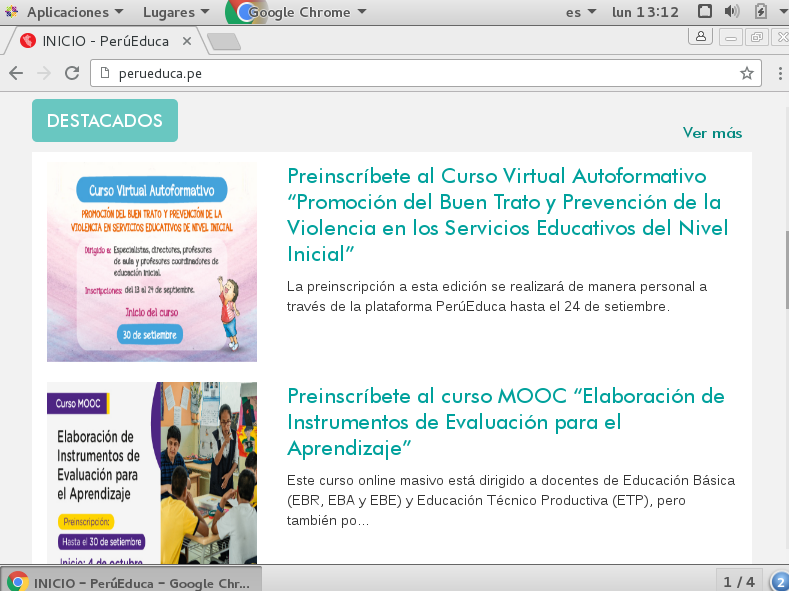 Aplicaciones
Lugares
Google Chrome
es
lun 13:12
INICIO - PerúEduca
perueduca.pe
DESTACADOS
Ver más
Curso Virtual Autoformativo
PROMOCIÓN DEL BUEN TRATO Y PREVENCIÓN DE LA
VIOLENCIA EN SERVICIOS EDUCATIVOS DE NIVEL INICIAL
Dirigido a: Especialistas, directores, profesores
de aula y profesores coordinadores de
educación inicial.
Inscripciones: del 13 al 24 de septiembre.
Inicio del curso
30 de setiembre
Preinscríbete al Curso Virtual Autoformativo
“Promoción del Buen Trato y Prevención de la
Violencia en los Servicios Educativos del Nivel
Inicial”
La preinscripción a esta edición se realizará de manera personal a
través de la plataforma PerúEduca hasta el 24 de setiembre.
Curso MOOC
Elaboración de
Instrumentos de
Evaluación para
el Aprendizaje
Preinscripción:
Hasta el 30 de setiembre
Inicio: 4 de octubre
Preinscríbete al curso MOOC “Elaboración de
Instrumentos de Evaluación para el
Aprendizaje”
Este curso online masivo está dirigido a docentes de Educación Básica
(EBR, EBA y EBE) y Educación Técnico Productiva (ETP), pero
también po...
INICIO – PerúEduca – Google Chr...
1 / 4
2